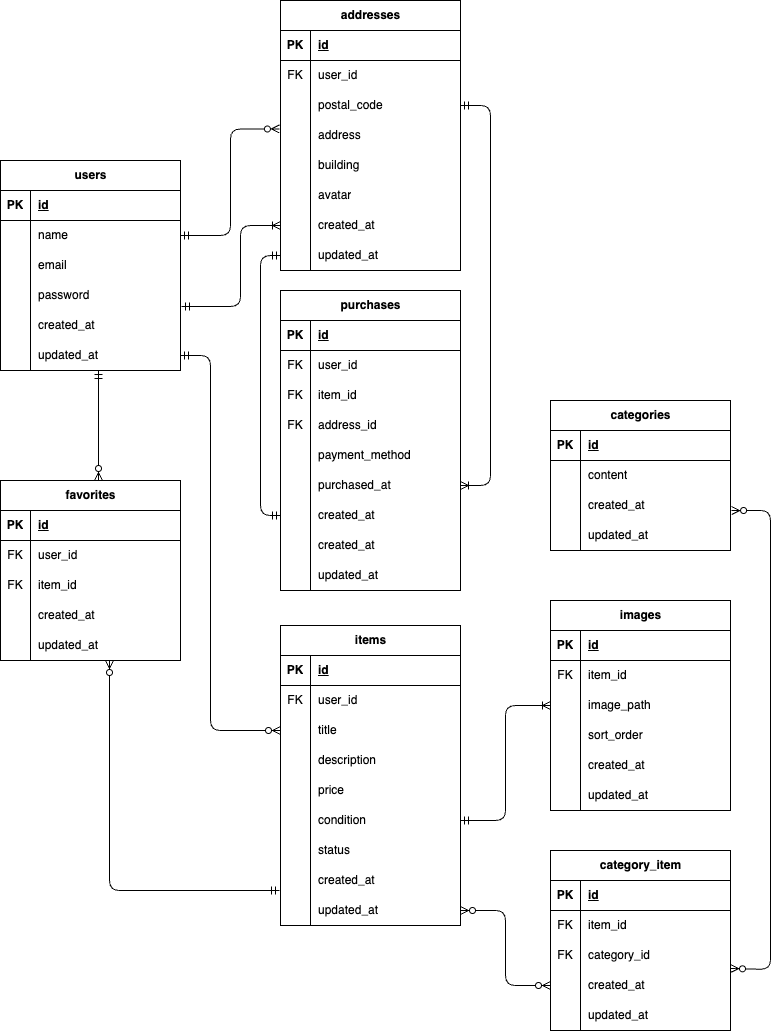 addresses
PK id
FK user_id
postal_code
address
building
avatar
created_at
updated_at
users
PK id
name
email
password
created_at
updated_at
purchases
PK id
FK user_id
FK item_id
FK address_id
payment_method
purchased_at
created_at
created_at
updated_at
categories
PK id
content
created_at
updated_at
favorites
PK id
FK user_id
FK item_id
created_at
updated_at
items
PK id
FK user_id
title
description
price
condition
status
created_at
updated_at
images
PK id
FK item_id
image_path
sort_order
created_at
updated_at
category_item
PK id
FK item_id
FK category_id
created_at
updated_at